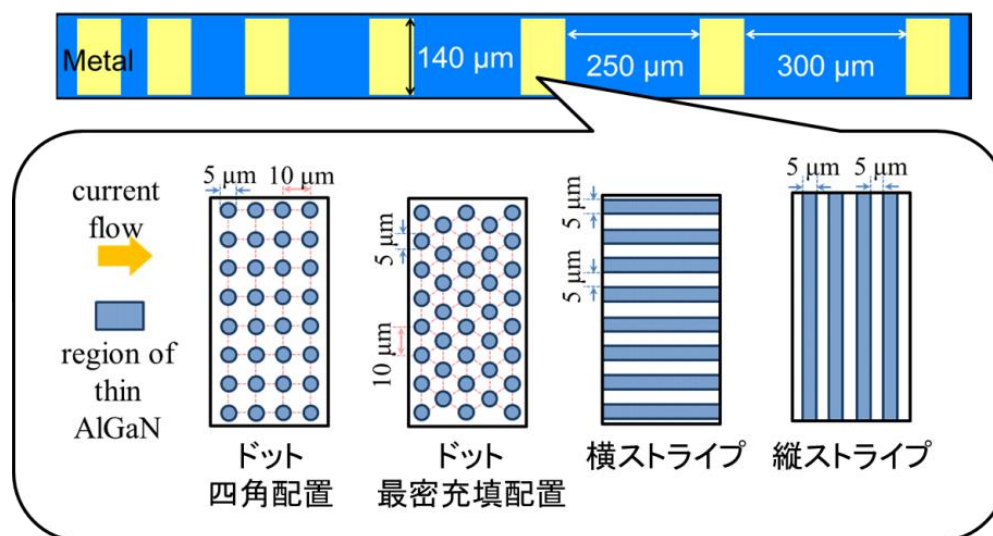 Metal
140 μm
250 μm
300 μm
current
flow
region of
thin
AlGaN
5 μm
10 μm
ドット
四角配置
5 μm
10 μm
ドット
最密充填配置
5 μm
5 μm
横ストライプ
5 μm
5 μm
縦ストライプ